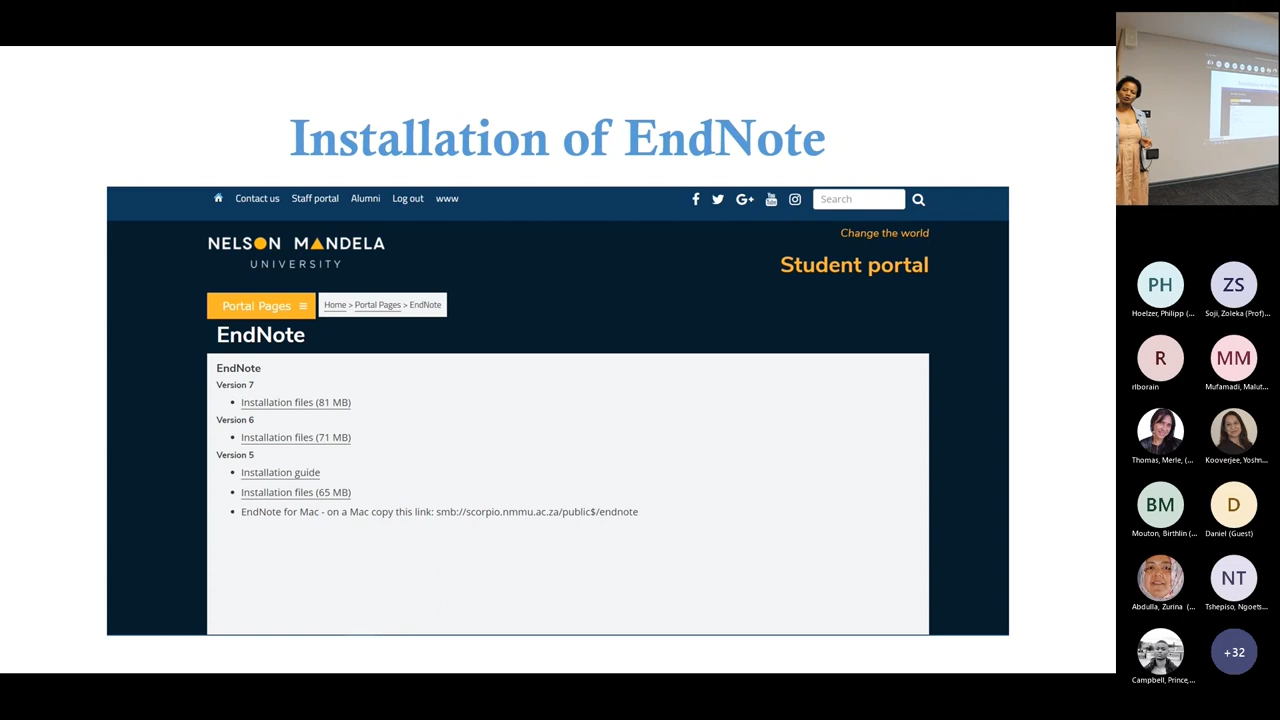 Installation of EndNote
Contact us Staff portal Alumni Log out www
Search
Change the world
NELSON MANDELA
UNIVERSITY
Student portal
Portal Pages
Home > Portal Pages > EndNote
EndNote
EndNote
Version 7
Installation files (81 MB)
Version 6
Installation files (71 MB)
Version 5
Installation guide
Installation files (65 MB)
EndNote for Mac - on a Mac copy this link: smb://scorpio.nmmu.ac.za/public$/endnote
PH ZS
Hoelzer, Philipp (... Soji, Zoleka (Prof)...
R MM
rlborain Mufamadi, Malut...
Thomas, Merle, (... Kooverjee, Yoshn...
BM D
Mouton, Birthlin (... Daniel (Guest)
NT
Abdulla, Zurina (... Tshepiso, Ngoets...
+32
Campbell, Prince,...